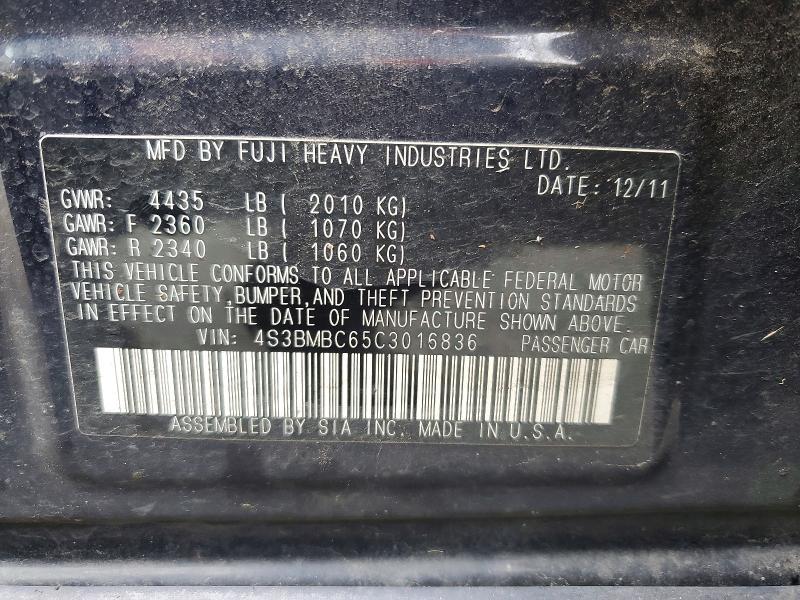 MFD BY FUJI HEAVY INDUSTRIES LTD.
DATE: 12/11
GVWR: 4435 LB ( 2010 KG)
GAWR: F 2360 LB ( 1070 KG)
GAWR: R 2340 LB ( 1060 KG)
THIS VEHICLE CONFORMS TO ALL APPLICABLE FEDERAL MOTOR
VEHICLE SAFETY, BUMPER, AND THEFT PREVENTION STANDARDS
IN EFFECT ON THE DATE OF MANUFACTURE SHOWN ABOVE.
VIN: 4S3BMBC65C3016836 PASSENGER CAR
ASSEMBLED BY SIA INC. MADE IN U.S.A.